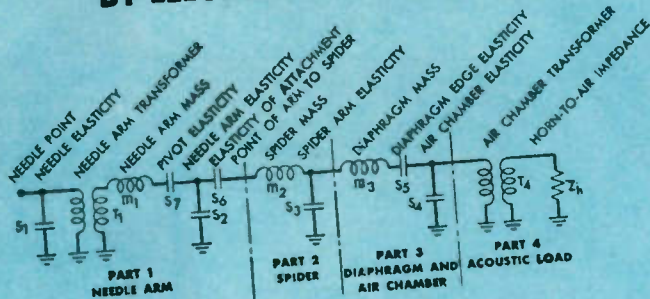 NEEDLE POINT
NEEDLE ELASTICITY
NEEDLE ARM TRANSFORMER
NEEDLE ARM MASS
PIVOT ELASTICITY
NEEDLE ARM ELASTICITY
ELASTICITY OF ATTACHMENT
POINT OF ARM TO SPIDER
SPIDER MASS
SPIDER ARM ELASTICITY
DIAPHRAGM MASS
DIAPHRAGM EDGE ELASTICITY
AIR CHAMBER ELASTICITY
AIR CHAMBER TRANSFORMER
HORN-TO-AIR IMPEDANCE
S1
T1
m1
S7
S2
S6
m2
S3
m3
S5
S4
T4
Zh
PART 1
NEEDLE ARM
PART 2
SPIDER
PART 3
DIAPHRAGM AND
AIR CHAMBER
PART 4
ACOUSTIC LOAD